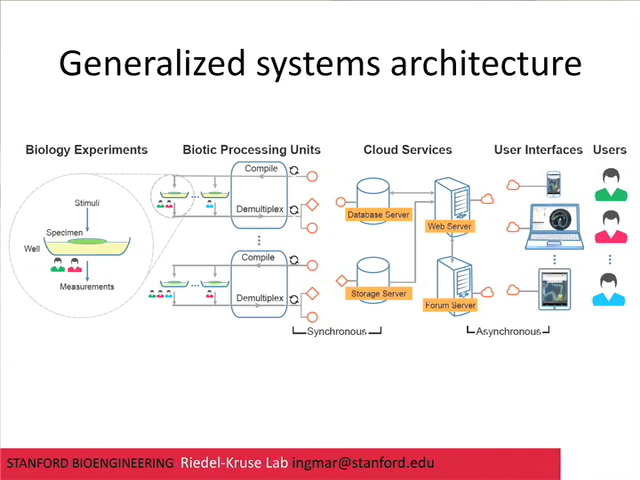 Generalized systems architecture
Biology Experiments
Biotic Processing Units
Cloud Services
User Interfaces
Users
Stimuli
Specimen
Well
Measurements
Compile
Demultiplex
Compile
Demultiplex
Database Server
Web Server
Storage Server
Forum Server
Synchronous
Asynchronous
STANFORD BIOENGINEERING Riedel-Kruse Lab ingmar@stanford.edu